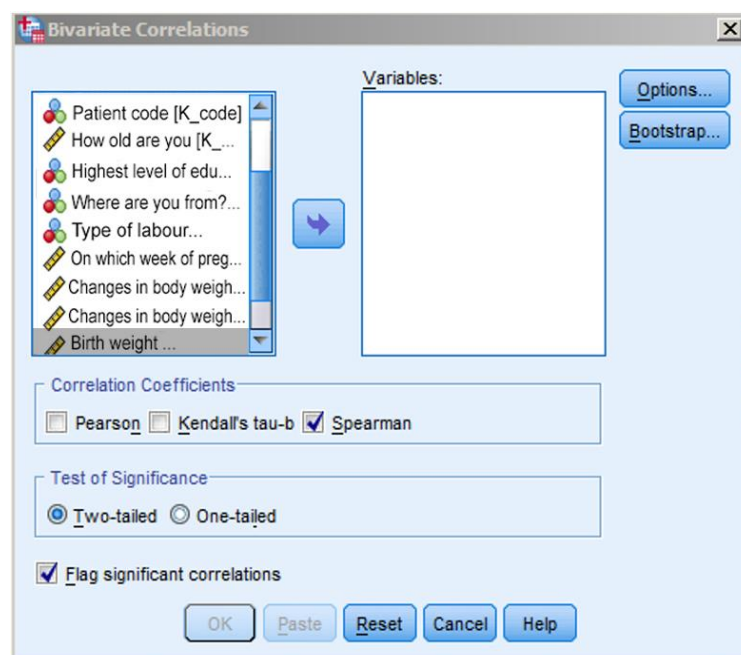 Bivariate Correlations
Variables:
Patient code [K_code]
How old are you [K_...
Highest level of edu...
Where are you from?...
Type of labour...
On which week of preg...
Changes in body weigh...
Changes in body weigh...
Birth weight ...
Options...
Bootstrap...
Correlation Coefficients
Pearson Kendall's tau-b Spearman
Test of Significance
Two-tailed One-tailed
Flag significant correlations
OK Paste Reset Cancel Help